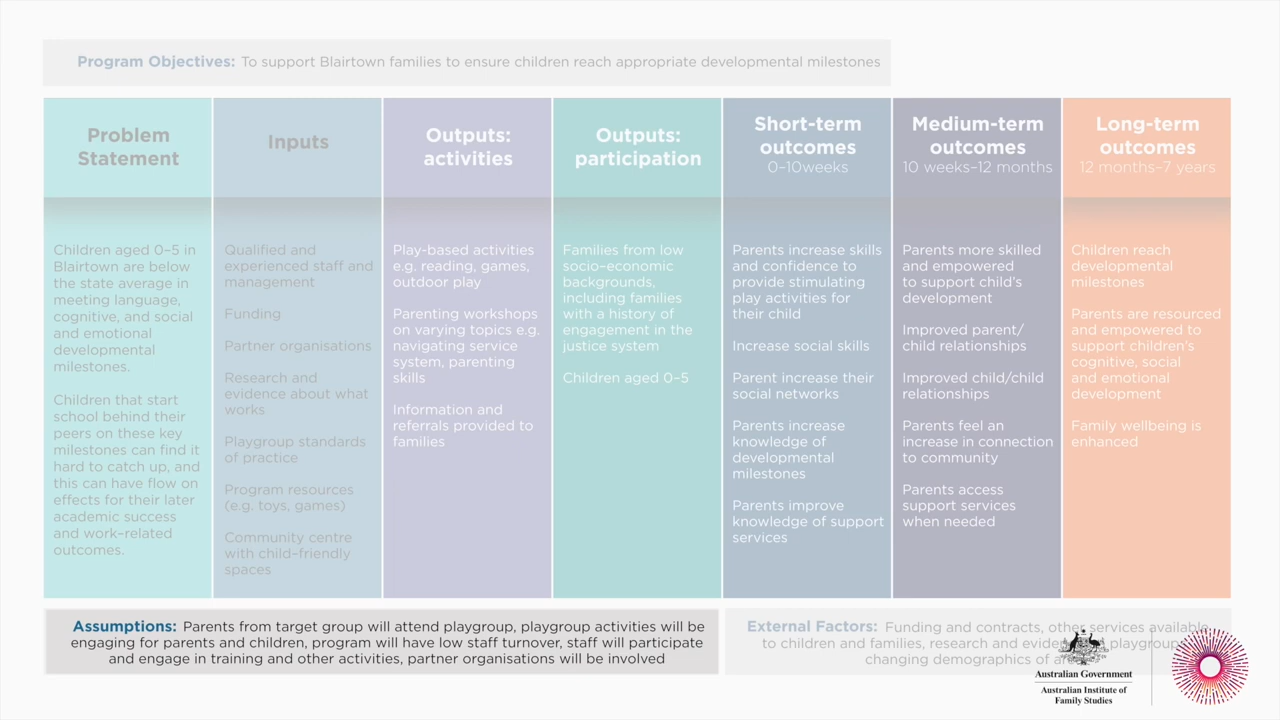 Program Objectives: To support Blairtown families to ensure children reach appropriate developmental milestones
Problem
Statement
Children aged 0–5 in
Blairtown are below
the state average in
meeting language,
cognitive, and social
and emotional
developmental
milestones.
Children that start
school behind their
peers on these key
milestones can find it
hard to catch up, and
this can have flow on
effects for their later
academic success
and work–related
outcomes.
Inputs
Qualified and
experienced staff and
management
Funding
Partner organisations
Research and
evidence about what
works
Playgroup standards
of practice
Program resources
(e.g. toys, games)
Community centre
with child–friendly
spaces
Outputs:
activities
Play-based activities
e.g. reading, games,
outdoor play
Parenting workshops
on varying topics e.g.
navigating service
system, parenting
skills
Information and
referrals provided to
families
Outputs:
participation
Families from low
socio–economic
backgrounds,
including families
with a history of
engagement in the
justice system
Children aged 0–5
Short-term
outcomes
0–10weeks
Parents increase skills
and confidence to
provide stimulating
play activities for
their child
Increase social skills
Parent increase their
social networks
Parents increase
knowledge of
developmental
milestones
Parents improve
knowledge of support
services
Medium-term
outcomes
10 weeks–12 months
Parents more skilled
and empowered
to support child's
development
Improved parent/
child relationships
Improved child/child
relationships
Parents feel an
increase in connection
to community
Parents access
support services
when needed
Long-term
outcomes
12 months–7 years
Children reach
developmental
milestones
Parents are resourced
and empowered to
support children's
cognitive, social
and emotional
development
Family wellbeing is
enhanced
Assumptions: Parents from target group will attend playgroup, playgroup activities will be
engaging for parents and children, program will have low staff turnover, staff will participate
and engage in training and other activities, partner organisations will be involved
External Factors: Funding and contracts, other services available
to children and families, research and playgroup
changing demographics of
Australian Government
Australian Institute of
Family Studies